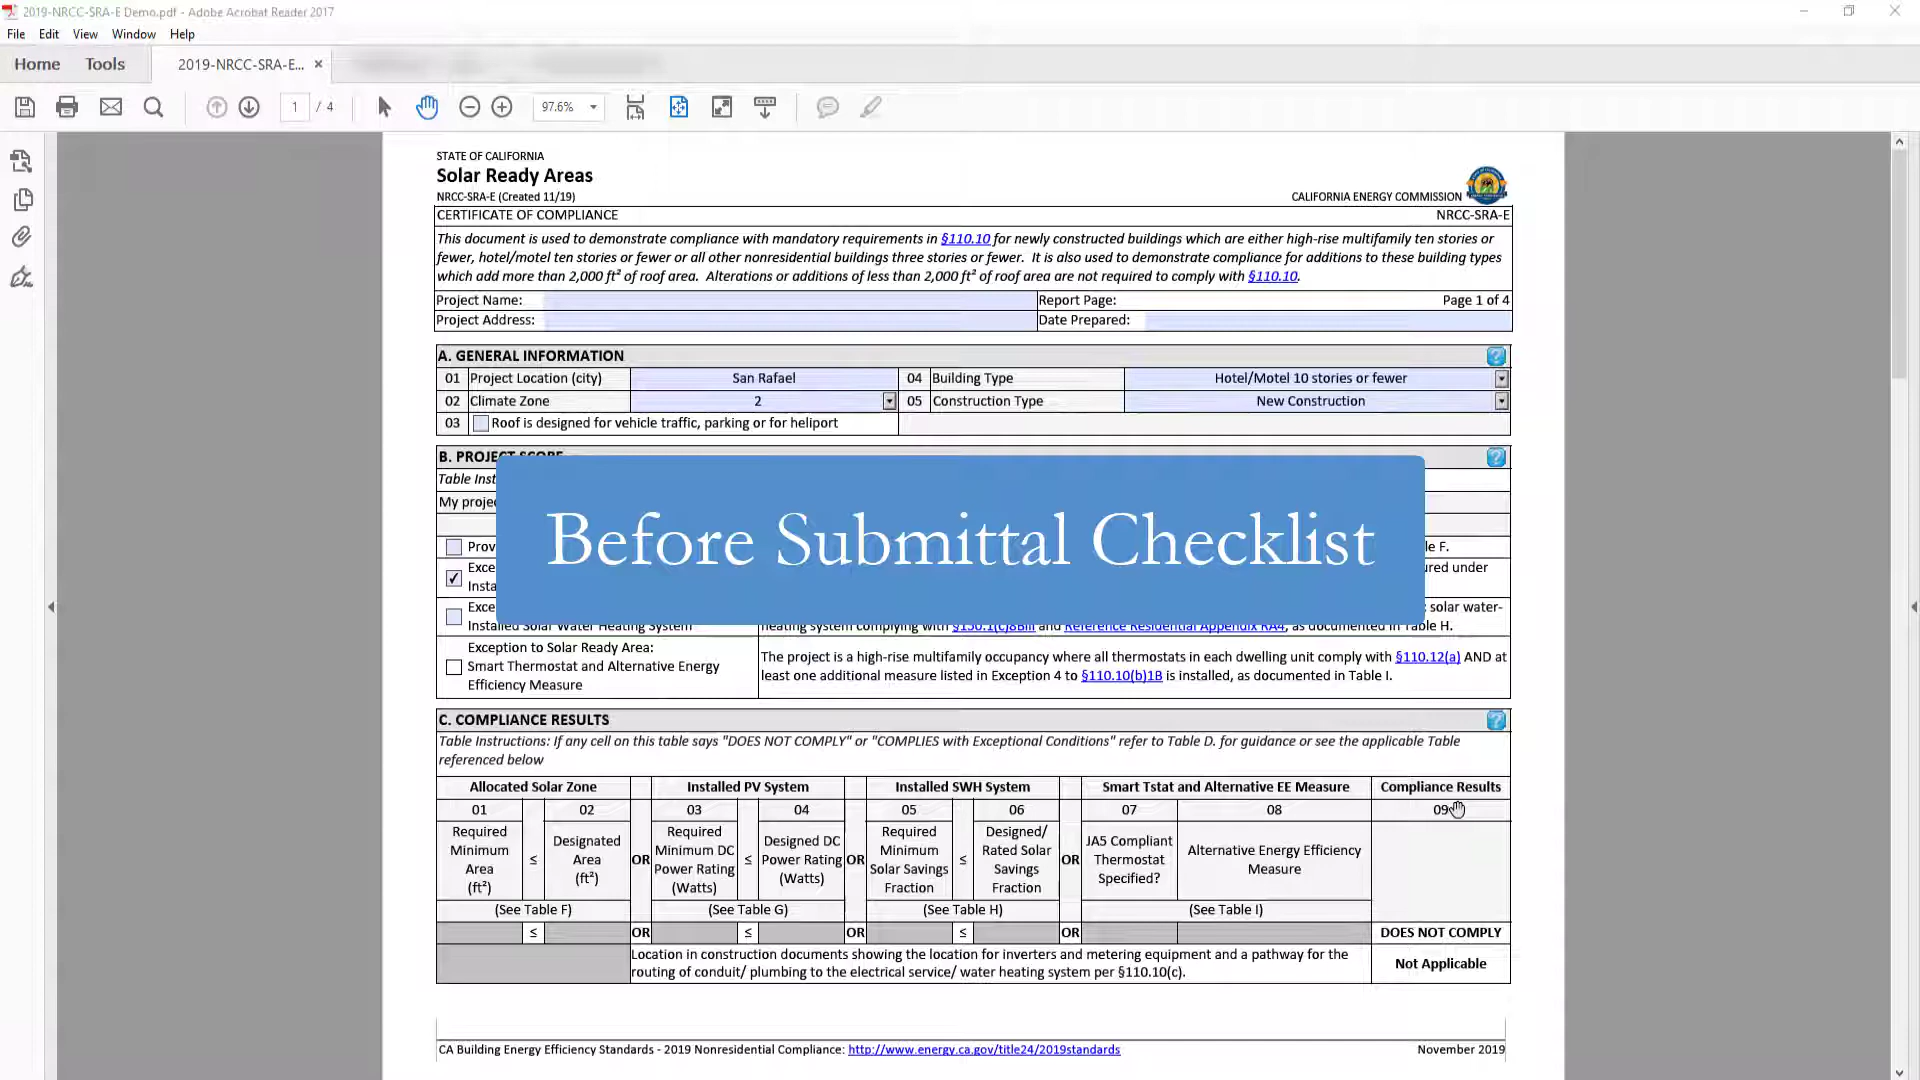 2019-NRCC-SRA-E Demo.pdf - Adobe Acrobat Reader 2017
File Edit View Window Help
Home Tools 2019-NRCC-SRA-E... ×
1 / 4 97.6%
STATE OF CALIFORNIA
Solar Ready Areas
NRCC-SRA-E (Created 11/19) CALIFORNIA ENERGY COMMISSION
CERTIFICATE OF COMPLIANCE NRCC-SRA-E
This document is used to demonstrate compliance with mandatory requirements in §110.10 for newly constructed buildings which are either high-rise multifamily ten stories or
fewer, hotel/motel ten stories or fewer or all other nonresidential buildings three stories or fewer. It is also used to demonstrate compliance for additions to these building types
which add more than 2,000 ft² of roof area. Alterations or additions of less than 2,000 ft² of roof area are not required to comply with §110.10.
Project Name: Report Page: Page 1 of 4
Project Address: Date Prepared:
A. GENERAL INFORMATION
01 Project Location (city) San Rafael 04 Building Type Hotel/Motel 10 stories or fewer
02 Climate Zone 2 05 Construction Type New Construction
03 Roof is designed for vehicle traffic, parking or for heliport
B. PROJECT SCOPE
Table Inst
My projec
Before Submittal Checklist
Prov le F.
Exce ured under
Insta
Exce solar water-
Installed Solar Water Heating System heating system complying with §150.1(c)8Biii and Reference Residential Appendix RA4, as documented in Table H.
Exception to Solar Ready Area:
Smart Thermostat and Alternative Energy
Efficiency Measure
The project is a high-rise multifamily occupancy where all thermostats in each dwelling unit comply with §110.12(a) AND at
least one additional measure listed in Exception 4 to §110.10(b)1B is installed, as documented in Table I.
C. COMPLIANCE RESULTS
Table Instructions: If any cell on this table says "DOES NOT COMPLY" or "COMPLIES with Exceptional Conditions" refer to Table D. for guidance or see the applicable Table
referenced below
Allocated Solar Zone Installed PV System Installed SWH System Smart Tstat and Alternative EE Measure Compliance Results
01 02 03 04 05 06 07 08 09
Required Minimum Area (ft²) ≤ Designated Area (ft²) OR Required Minimum DC Power Rating (Watts) ≤ Designed DC Power Rating (Watts) OR Required Minimum Solar Savings Fraction ≤ Designed/ Rated Solar Savings Fraction OR JA5 Compliant Thermostat Specified? Alternative Energy Efficiency Measure
(See Table F) (See Table G) (See Table H) (See Table I)
≤ OR ≤ OR ≤ OR DOES NOT COMPLY
Location in construction documents showing the location for inverters and metering equipment and a pathway for the
routing of conduit/ plumbing to the electrical service/ water heating system per §110.10(c).
Not Applicable
CA Building Energy Efficiency Standards - 2019 Nonresidential Compliance: http://www.energy.ca.gov/title24/2019standards November 2019